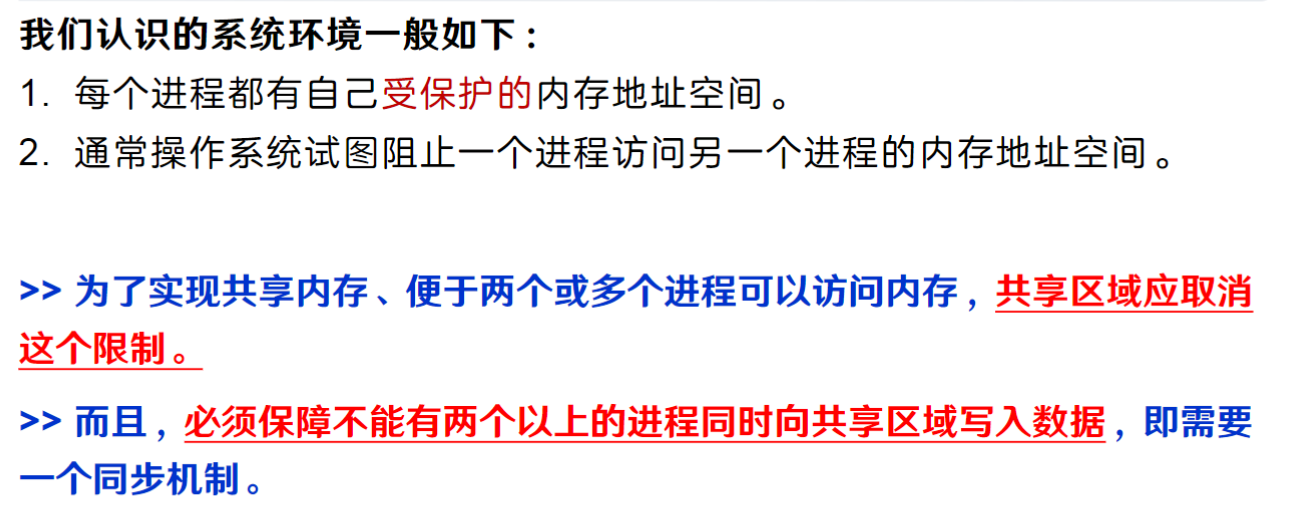 我们认识的系统环境一般如下：
1. 每个进程都有自己受保护的内存地址空间。
2. 通常操作系统试图阻止一个进程访问另一个进程的内存地址空间。
>> 为了实现共享内存、便于两个或多个进程可以访问内存，共享区域应取消
这个限制。
>> 而且，必须保障不能有两个以上的进程同时向共享区域写入数据，即需要
一个同步机制。